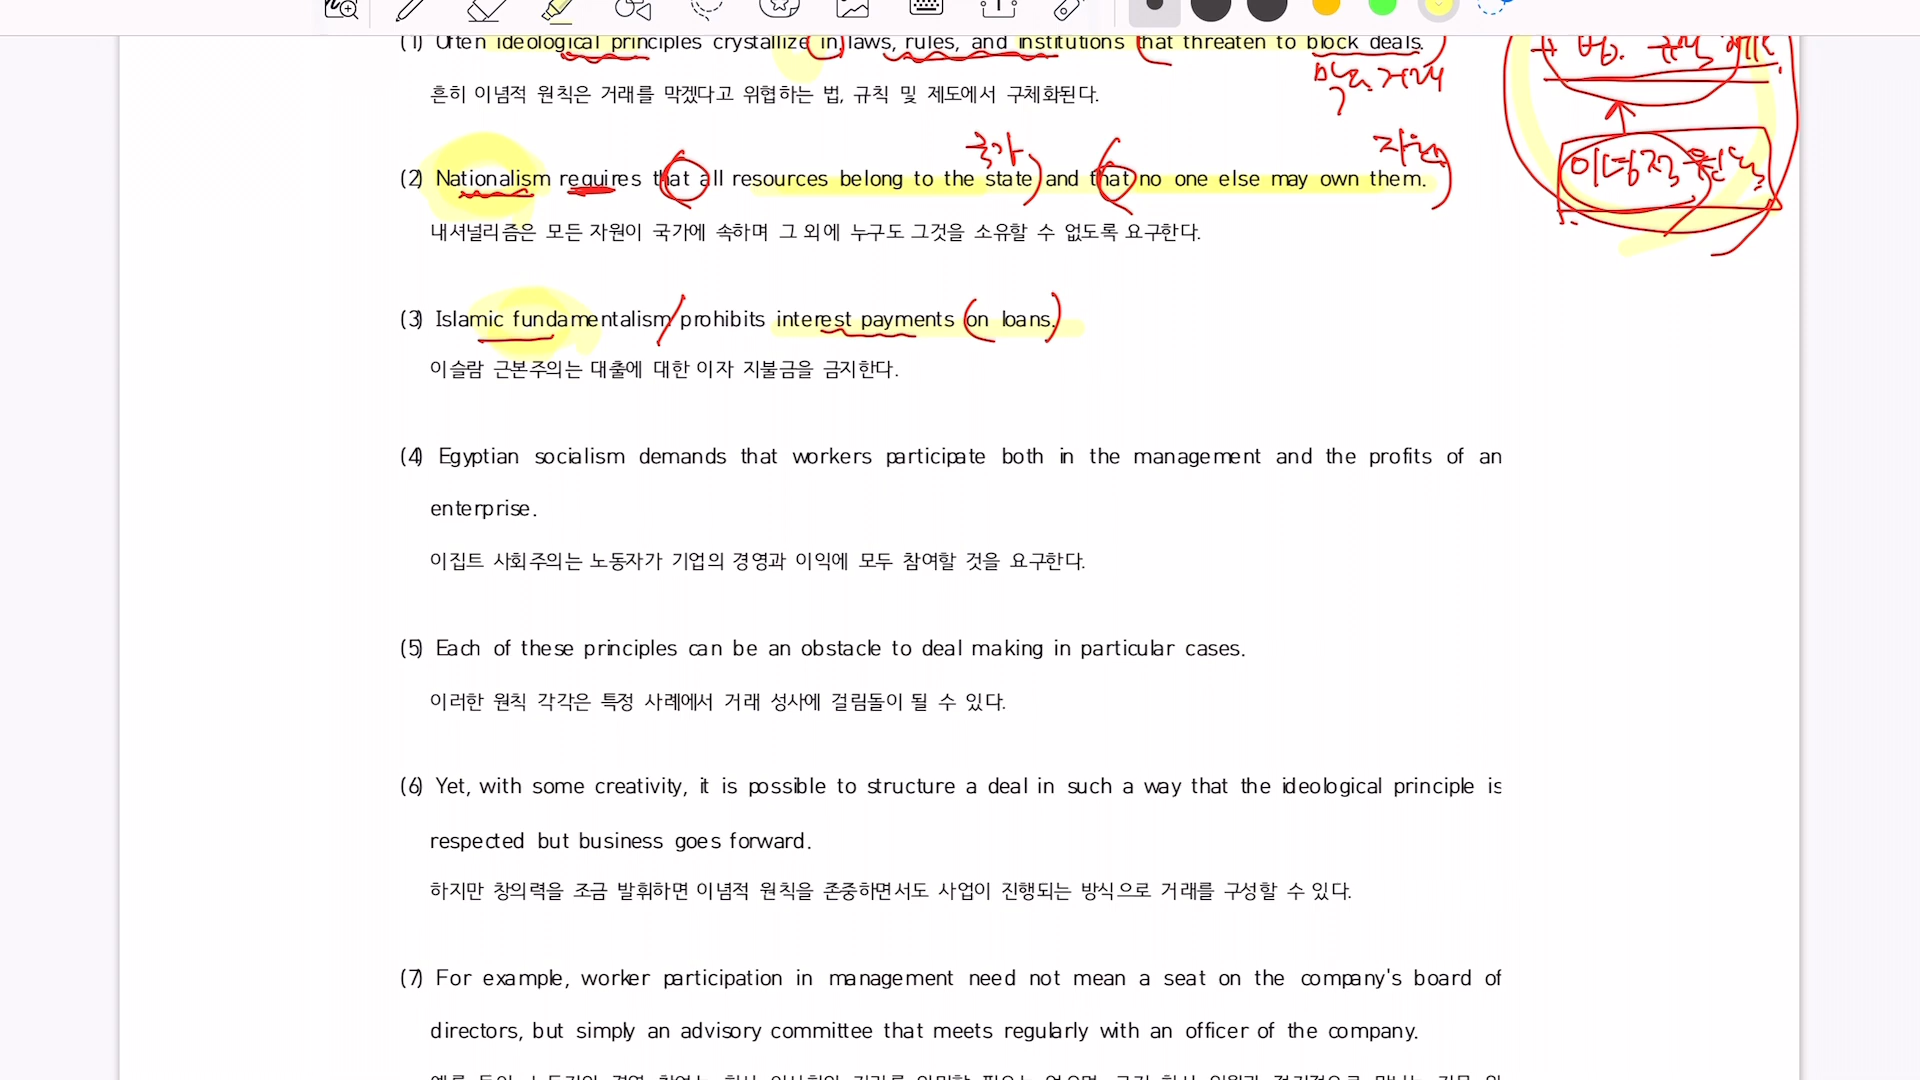 (1) Often ideological principles crystallize in laws, rules, and institutions that threaten to block deals.
막다. 거래
흔히 이념적 원칙은 거래를 막겠다고 위협하는 법, 규칙 및 제도에서 구체화된다.
국가
자원
이념적 원칙
(2) Nationalism requires that all resources belong to the state and that no one else may own them.
내셔널리즘은 모든 자원이 국가에 속하며 그 외에 누구도 그것을 소유할 수 없도록 요구한다.
(3) Islamic fundamentalism prohibits interest payments on loans.
이슬람 근본주의는 대출에 대한 이자 지불금을 금지한다.
(4) Egyptian socialism demands that workers participate both in the management and the profits of an
enterprise.
이집트 사회주의는 노동자가 기업의 경영과 이익에 모두 참여할 것을 요구한다.
(5) Each of these principles can be an obstacle to deal making in particular cases.
이러한 원칙 각각은 특정 사례에서 거래 성사에 걸림돌이 될 수 있다.
(6) Yet, with some creativity, it is possible to structure a deal in such a way that the ideological principle is
respected but business goes forward.
하지만 창의력을 조금 발휘하면 이념적 원칙을 존중하면서도 사업이 진행되는 방식으로 거래를 구성할 수 있다.
(7) For example, worker participation in management need not mean a seat on the company's board of
directors, but simply an advisory committee that meets regularly with an officer of the company.